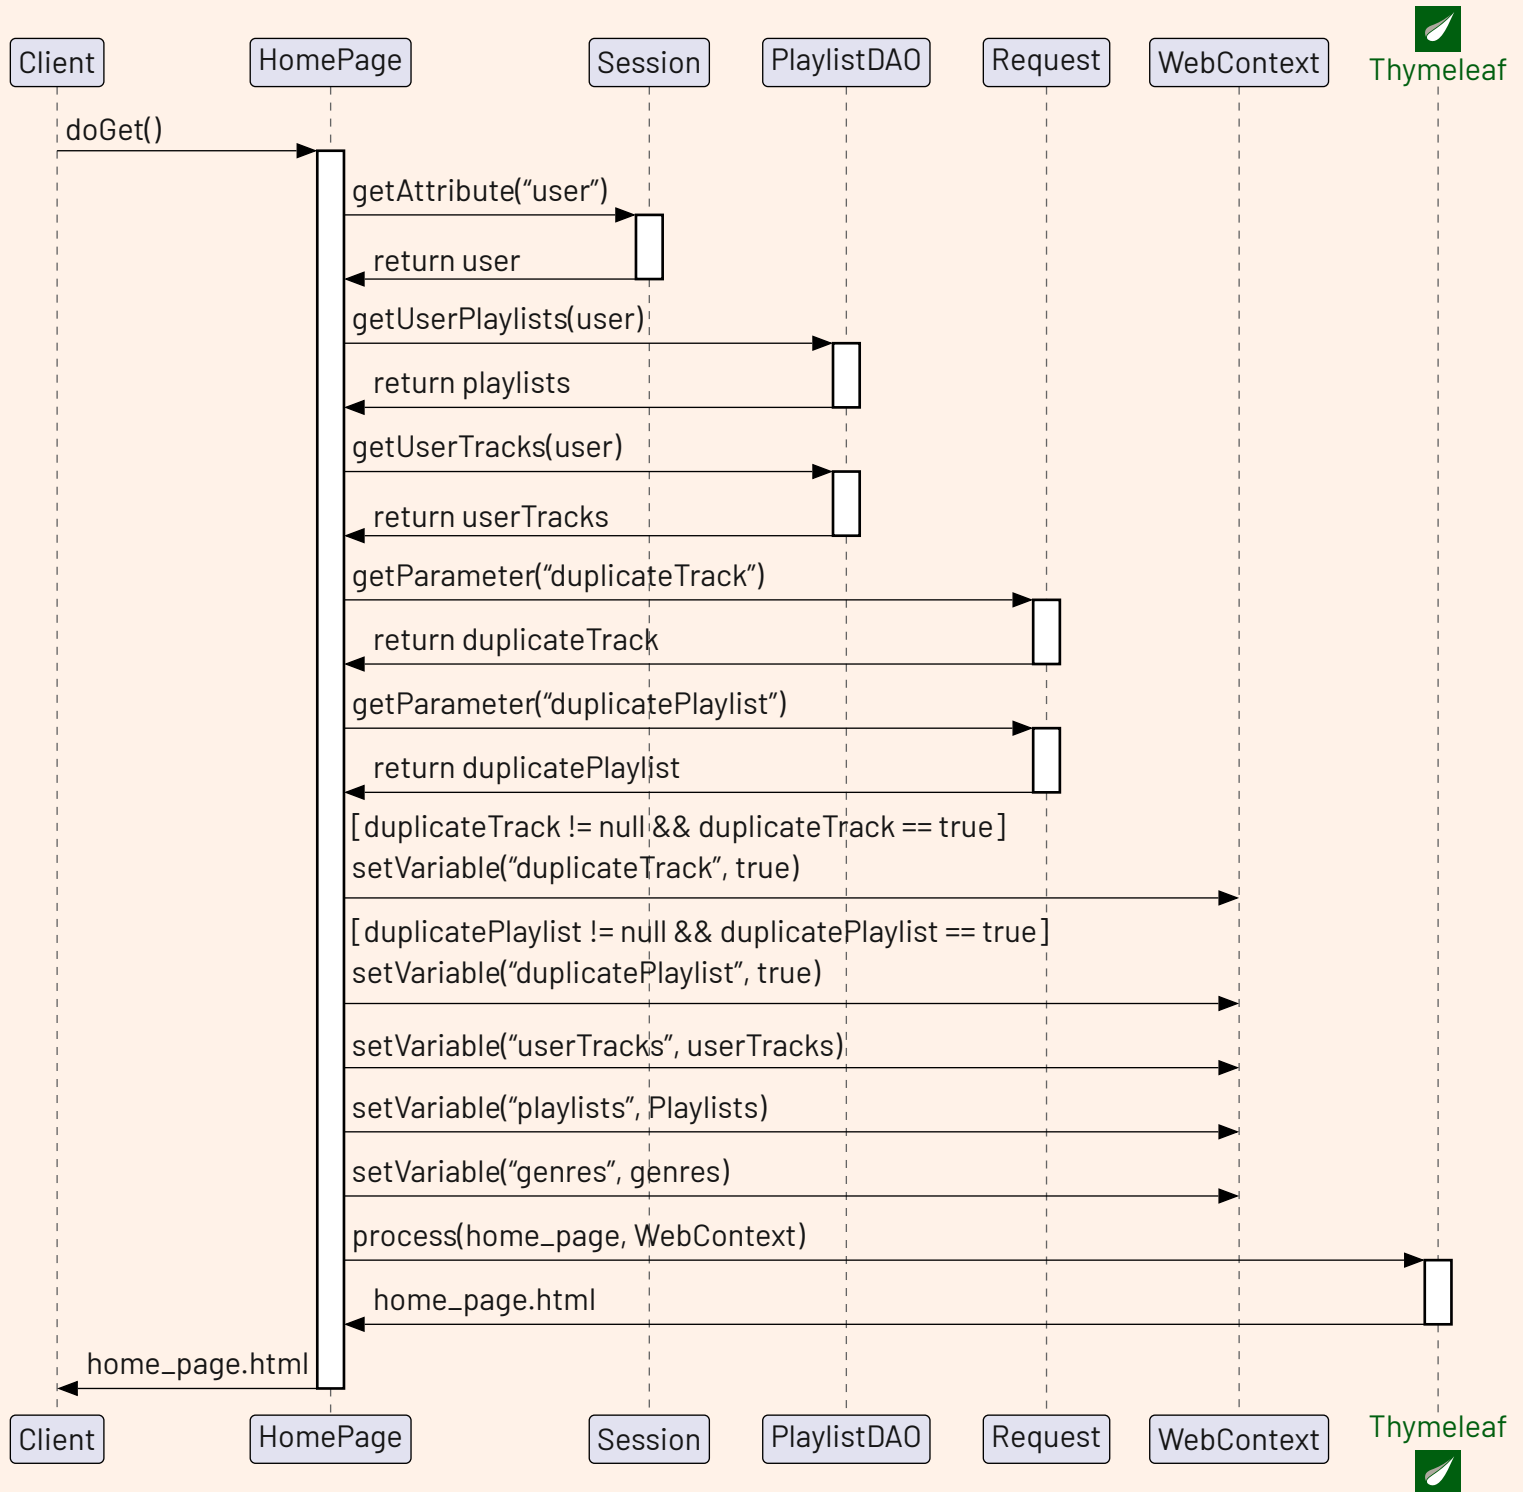 Client
HomePage
Session
PlaylistDAO
Request
WebContext
Thymeleaf
doGet()
getAttribute(“user”)
return user
getUserPlaylists(user)
return playlists
getUserTracks(user)
return userTracks
getParameter(“duplicateTrack”)
return duplicateTrack
getParameter(“duplicatePlaylist”)
return duplicatePlaylist
[duplicateTrack != null && duplicateTrack == true]
setVariable(“duplicateTrack”, true)
[duplicatePlaylist != null && duplicatePlaylist == true]
setVariable(“duplicatePlaylist”, true)
setVariable(“userTracks”, userTracks)
setVariable(“playlists”, Playlists)
setVariable(“genres”, genres)
process(home_page, WebContext)
home_page.html
home_page.html
Client
HomePage
Session
PlaylistDAO
Request
WebContext
Thymeleaf